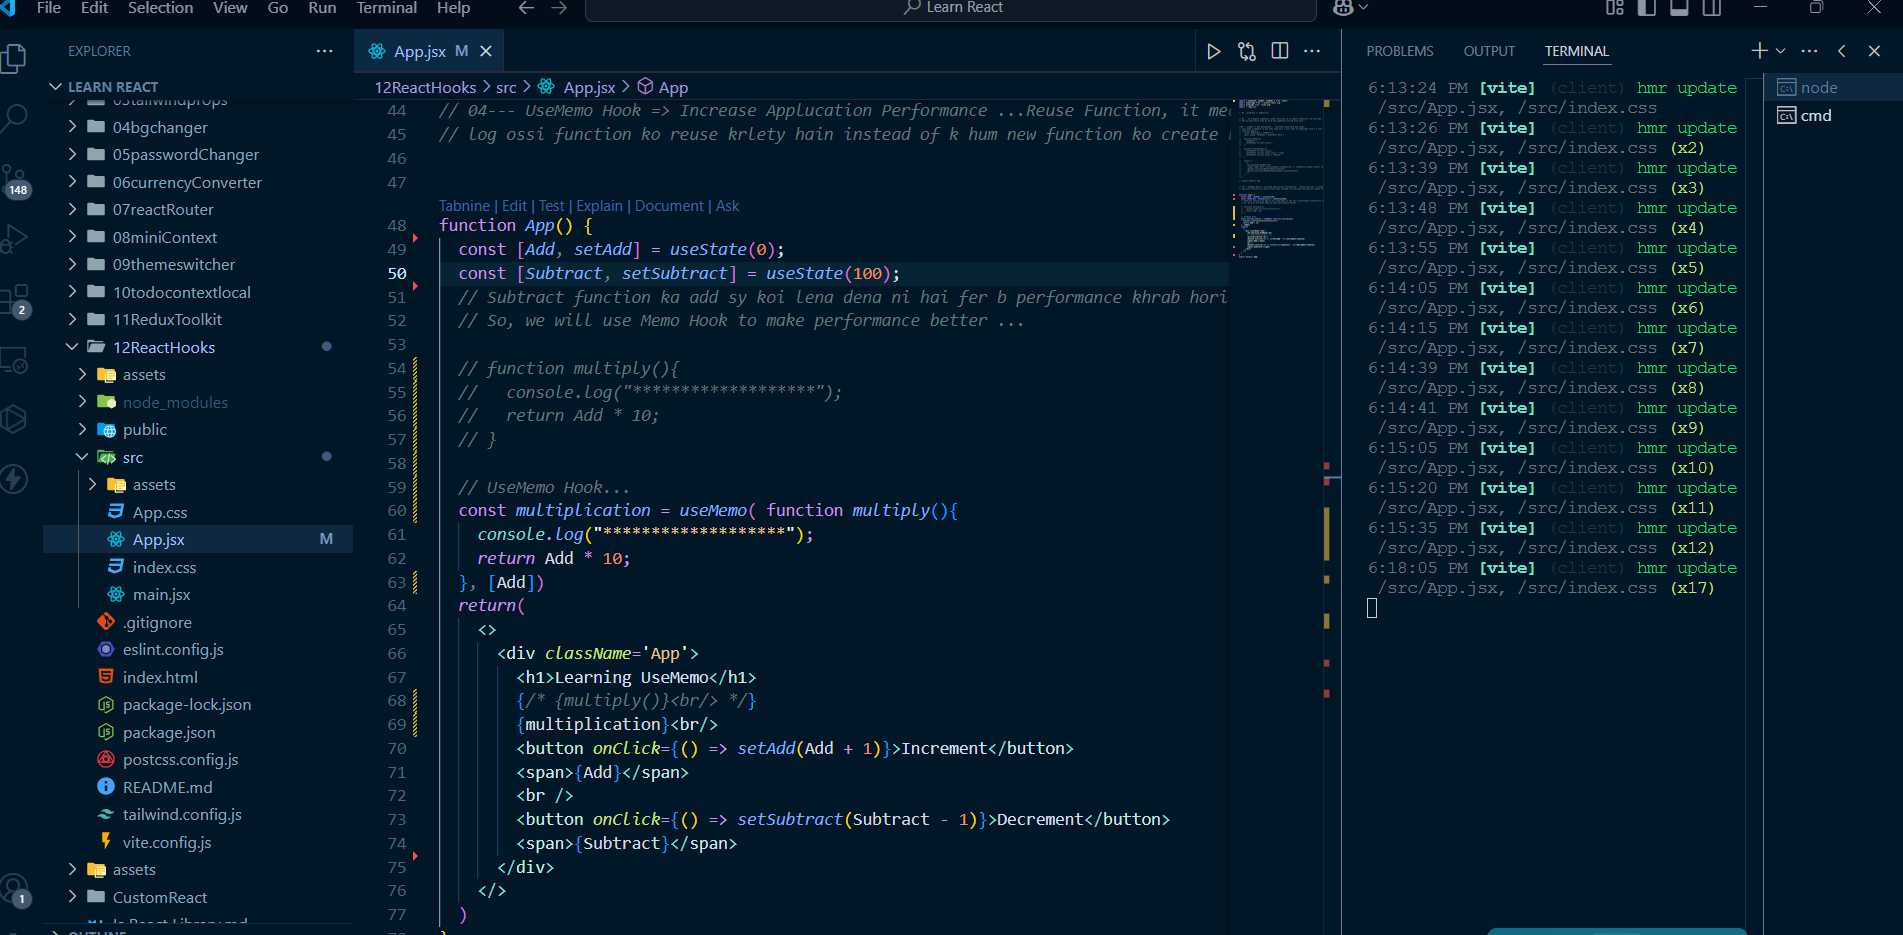 File Edit Selection View Go Run Terminal Help
Learn React
EXPLORER
LEARN REACT
03tailwindprops
04bgchanger
05passwordChanger
06currencyConverter
07reactRouter
08miniContext
09themeswitcher
10todocontextlocal
11ReduxToolkit
12ReactHooks
assets
node_modules
public
src
assets
App.css
App.jsx M
index.css
main.jsx
.gitignore
eslint.config.js
index.html
package-lock.json
package.json
postcss.config.js
README.md
tailwind.config.js
vite.config.js
assets
CustomReact
OUTLINE
148
2
1
App.jsx M
12ReactHooks > src > App.jsx > App
44 // 04--- UseMemo Hook => Increase Applucation Performance ...Reuse Function, it me
45 // log ossi function ko reuse krlety hain instead of k hum new function ko create
46
47
Tabnine | Edit | Test | Explain | Document | Ask
48 function App() {
49 const [Add, setAdd] = useState(0);
50 const [Subtract, setSubtract] = useState(100);
51 // Subtract function ka add sy koi lena dena ni hai fer b performance khrab hori
52 // So, we will use Memo Hook to make performance better ...
53
54 // function multiply(){
55 //   console.log("*******************");
56 //   return Add * 10;
57 // }
58
59 // UseMemo Hook...
60 const multiplication = useMemo( function multiply(){
61 console.log("*******************");
62 return Add * 10;
63 }, [Add])
64 return(
65 <>
66 <div className='App'>
67 <h1>Learning UseMemo</h1>
68 {/* {multiply()}<br/> */}
69 {multiplication}<br/>
70 <button onClick={() => setAdd(Add + 1)}>Increment</button>
71 <span>{Add}</span>
72 <br />
73 <button onClick={() => setSubtract(Subtract - 1)}>Decrement</button>
74 <span>{Subtract}</span>
75 </div>
76 </>
77 )
PROBLEMS OUTPUT TERMINAL
6:13:24 PM [vite] (client) hmr update
/src/App.jsx, /src/index.css
6:13:26 PM [vite] (client) hmr update
/src/App.jsx, /src/index.css (x2)
6:13:39 PM [vite] (client) hmr update
/src/App.jsx, /src/index.css (x3)
6:13:48 PM [vite] (client) hmr update
/src/App.jsx, /src/index.css (x4)
6:13:55 PM [vite] (client) hmr update
/src/App.jsx, /src/index.css (x5)
6:14:05 PM [vite] (client) hmr update
/src/App.jsx, /src/index.css (x6)
6:14:15 PM [vite] (client) hmr update
/src/App.jsx, /src/index.css (x7)
6:14:39 PM [vite] (client) hmr update
/src/App.jsx, /src/index.css (x8)
6:14:41 PM [vite] (client) hmr update
/src/App.jsx, /src/index.css (x9)
6:15:05 PM [vite] (client) hmr update
/src/App.jsx, /src/index.css (x10)
6:15:20 PM [vite] (client) hmr update
/src/App.jsx, /src/index.css (x11)
6:15:35 PM [vite] (client) hmr update
/src/App.jsx, /src/index.css (x12)
6:18:05 PM [vite] (client) hmr update
/src/App.jsx, /src/index.css (x17)
node
cmd